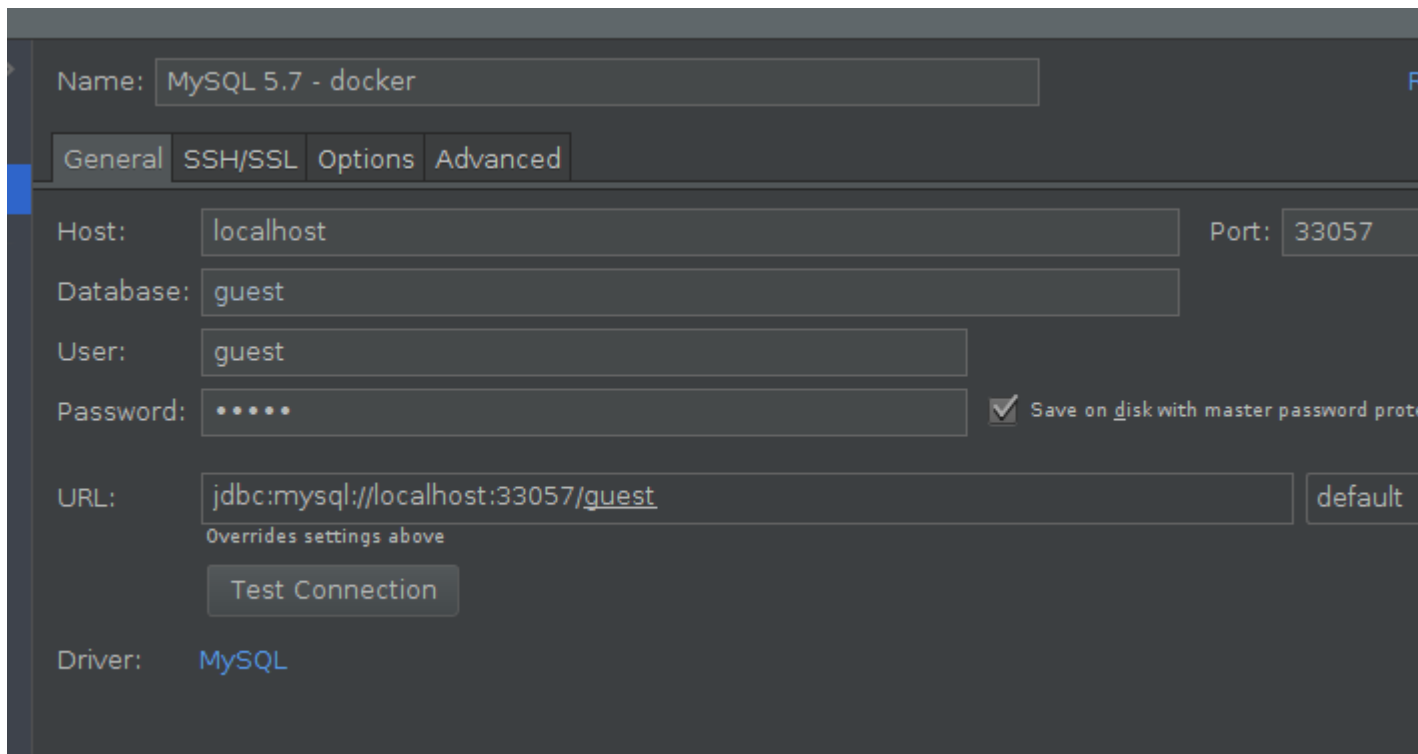 Name: MySQL 5.7 - docker
General SSH/SSL Options Advanced
Host: localhost Port: 33057
Database: guest
User: guest
Password: ••••• Save on disk with master password
URL: jdbc:mysql://localhost:33057/guest default
Overrides settings above
Test Connection
Driver: MySQL